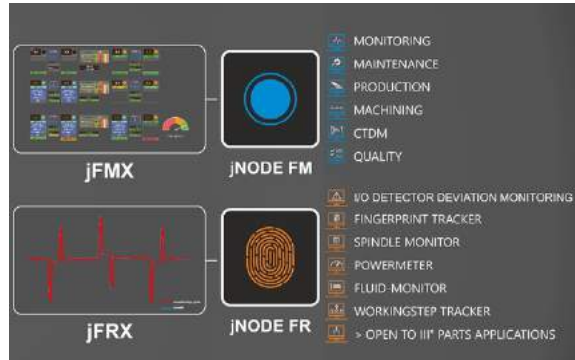 MONITORING
MAINTENANCE
PRODUCTION
MACHINING
CTDM
QUALITY
jFMX
jNODE FM
I/O DETECTOR DEVIATION MONITORING
FINGERPRINT TRACKER
SPINDLE MONITOR
POWERMETER
FLUID-MONITOR
WORKINGSTEP TRACKER
> OPEN TO III° PARTS APPLICATIONS
jFRX
jNODE FR